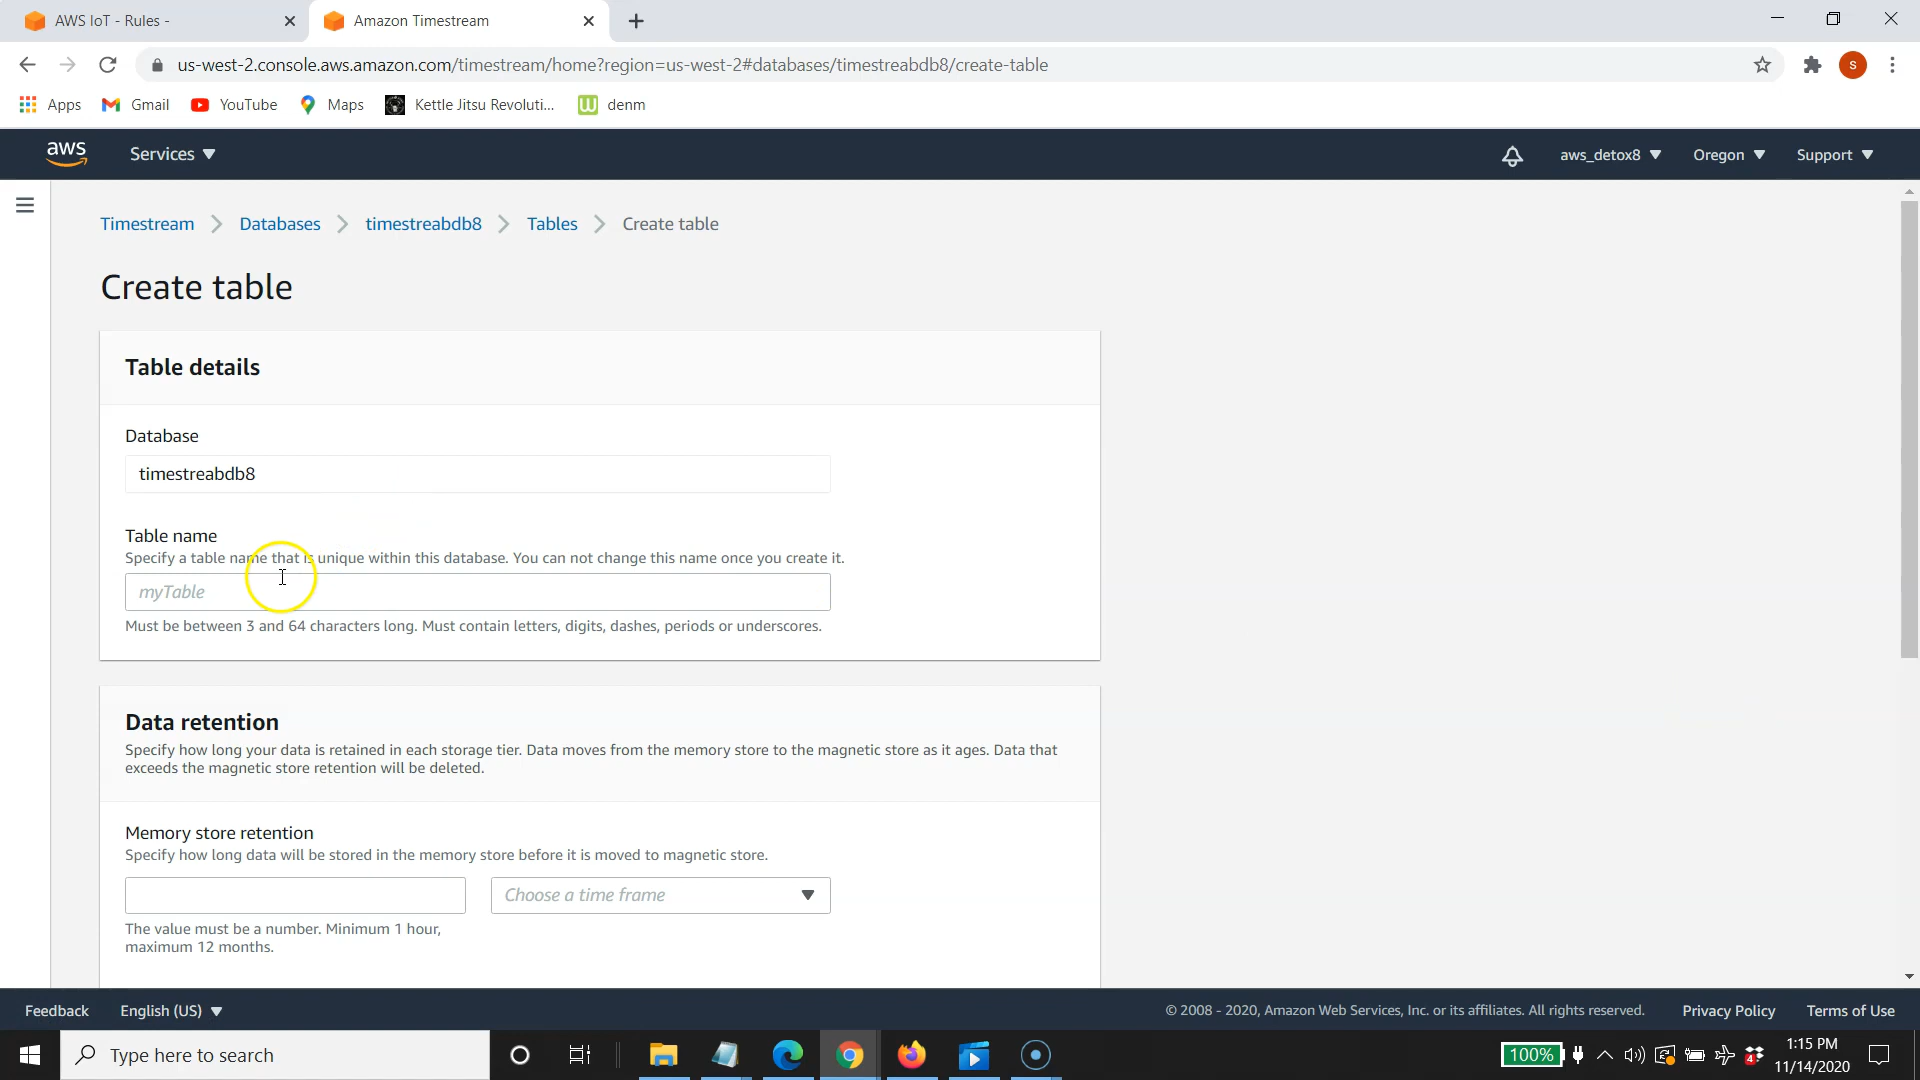 AWS IoT - Rules -
Amazon Timestream
us-west-2.console.aws.amazon.com/timestream/home?region=us-west-2#databases/timestreabdb8/create-table
S
Apps
Gmail
YouTube
Maps
Kettle Jitsu Revoluti...
denm
aws
Services
aws_detox8
Oregon
Support
Timestream
Databases
timestreabdb8
Tables
Create table
Create table
Table details
Database
timestreabdb8
Table name
Specify a table name that is unique within this database. You can not change this name once you create it.
myTable
Must be between 3 and 64 characters long. Must contain letters, digits, dashes, periods or underscores.
Data retention
Specify how long your data is retained in each storage tier. Data moves from the memory store to the magnetic store as it ages. Data that
exceeds the magnetic store retention will be deleted.
Memory store retention
Specify how long data will be stored in the memory store before it is moved to magnetic store.
Choose a time frame
The value must be a number. Minimum 1 hour,
maximum 12 months.
Feedback
English (US)
© 2008 - 2020, Amazon Web Services, Inc. or its affiliates. All rights reserved.
Privacy Policy
Terms of Use
Type here to search
100%
4
1:15 PM
11/14/2020